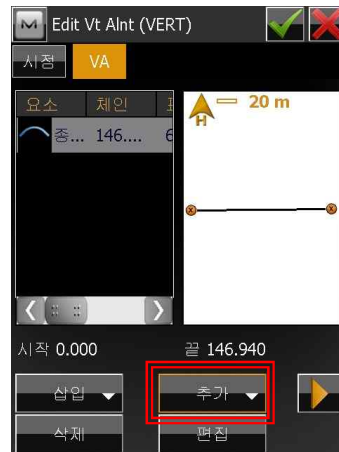 Edit Vt Alnt (VERT)
시점 VA
요소 체인
종... 146.... 6
20 m
H
시작 0.000 끝 146.940
삽입 추가
삭제 편집